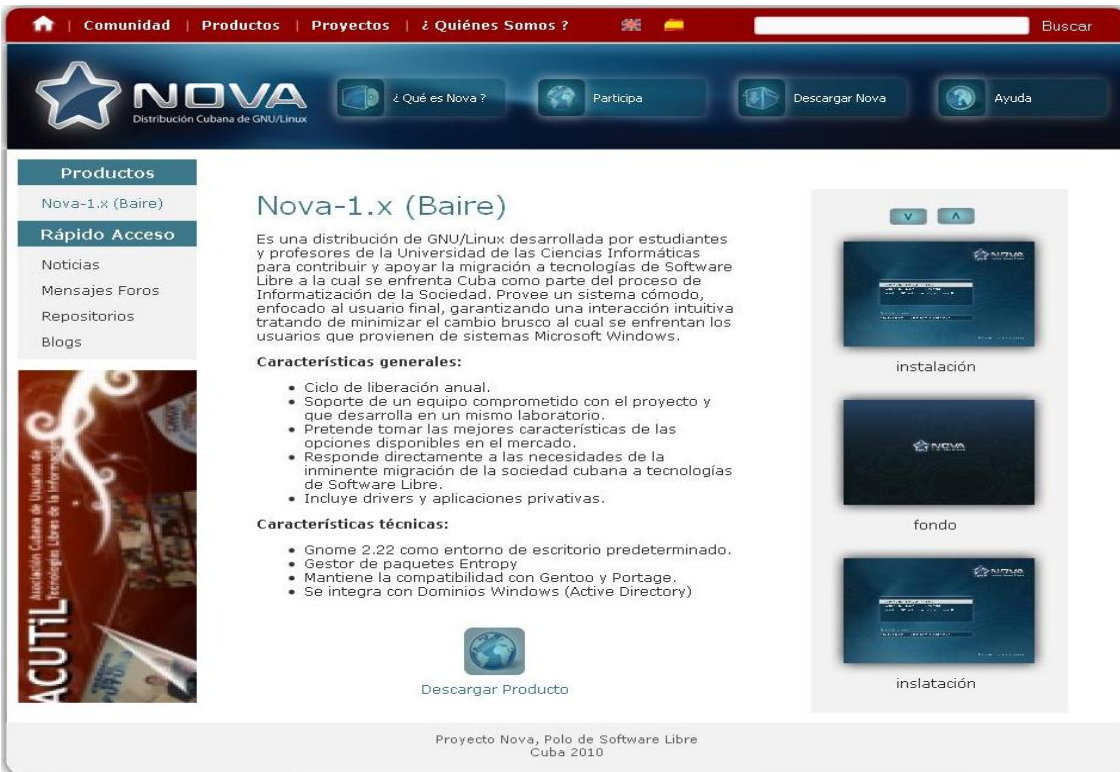 Comunidad | Productos | Proyectos | ¿ Quiénes Somos ? Buscar
NOVA
Distribución Cubana de GNU/Linux
¿ Qué es Nova ? Participa Descargar Nova Ayuda
Productos
Nova-1.x (Baire)
Rápido Acceso
Noticias
Mensajes Foros
Repositorios
Blogs
ACUTiL
Asociación Cubana de Usuarios de
Tecnologías Libres de la Información
Nova-1.x (Baire)
Es una distribución de GNU/Linux desarrollada por estudiantes
y profesores de la Universidad de las Ciencias Informáticas
para contribuir y apoyar la migración a tecnologías de Software
Libre a la cual se enfrenta Cuba como parte del proceso de
Informatización de la Sociedad. Provee un sistema cómodo,
enfocado al usuario final, garantizando una interacción intuitiva
tratando de minimizar el cambio brusco al cual se enfrentan los
usuarios que provienen de sistemas Microsoft Windows.
Características generales:
• Ciclo de liberación anual.
• Soporte de un equipo comprometido con el proyecto y
que desarrolla en un mismo laboratorio.
• Pretende tomar las mejores características de las
opciones disponibles en el mercado.
• Responde directamente a las necesidades de la
inminente migración de la sociedad cubana a tecnologías
de Software Libre.
• Incluye drivers y aplicaciones privativas.
Características técnicas:
• Gnome 2.22 como entorno de escritorio predeterminado.
• Gestor de paquetes Entropy
• Mantiene la compatibilidad con Gentoo y Portage.
• Se integra con Dominios Windows (Active Directory)
Descargar Producto
NOVA
instalación
NOVA
fondo
NOVA
inslatación
Proyecto Nova, Polo de Software Libre
Cuba 2010